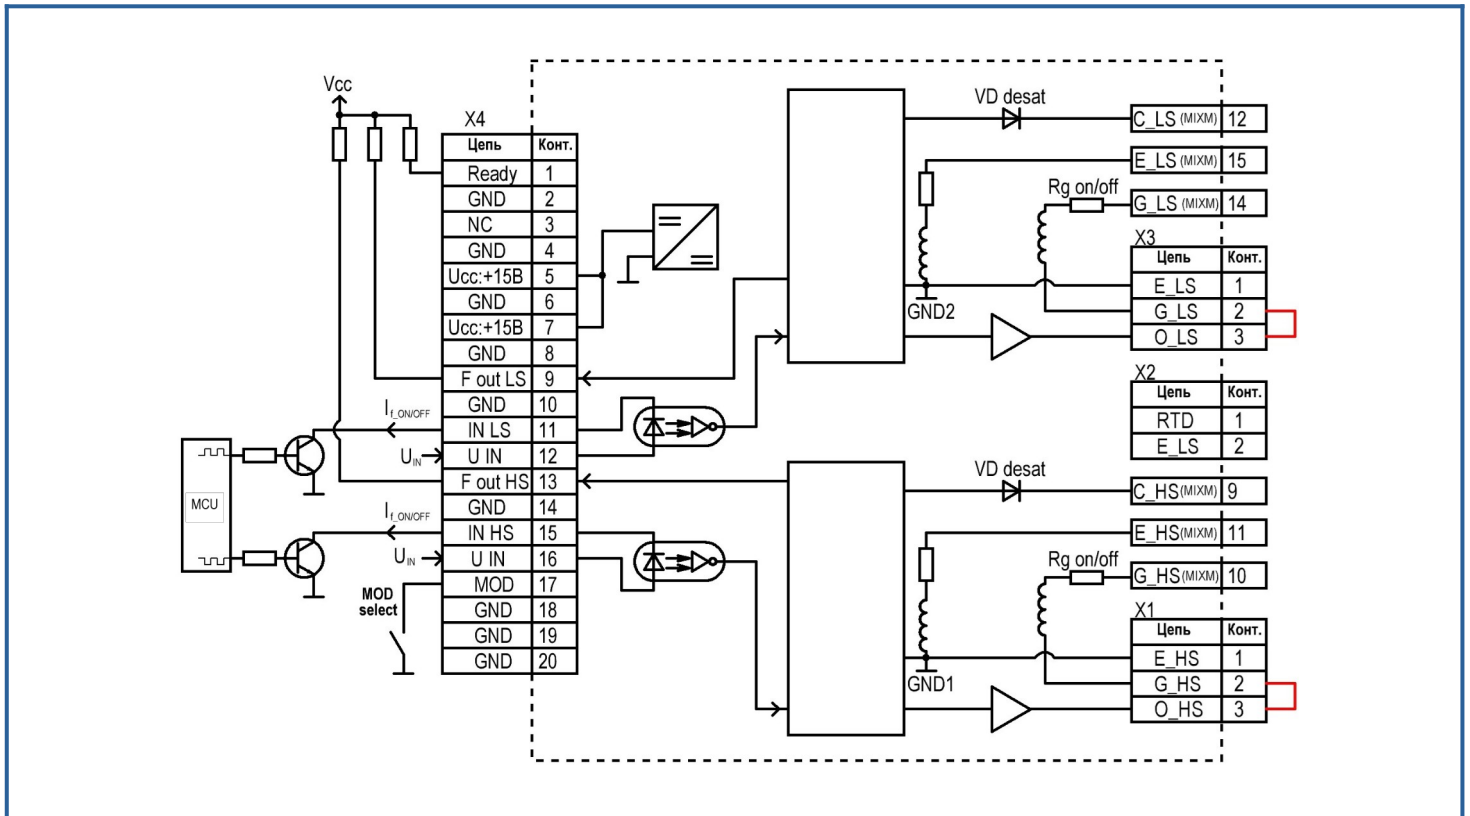 Vcc
X4
Цепь Конт.
Ready 1
GND 2
NC 3
GND 4
Ucc:+15В 5
GND 6
Ucc:+15В 7
GND 8
F out LS 9
GND 10
IN LS 11
U IN 12
F out HS 13
GND 14
IN HS 15
U IN 16
MOD 17
GND 18
GND 19
GND 20
If_ON/OFF
UIN
MCU
If_ON/OFF
UIN
MOD
select
VD desat
C_LS (MIXM) 12
E_LS (MIXM) 15
Rg on/off
G_LS (MIXM) 14
X3
Цепь Конт.
E_LS 1
G_LS 2
O_LS 3
GND2
X2
Цепь Конт.
RTD 1
E_LS 2
VD desat
C_HS(MIXM) 9
E_HS(MIXM) 11
Rg on/off
G_HS(MIXM) 10
X1
Цепь Конт.
E_HS 1
G_HS 2
O_HS 3
GND1